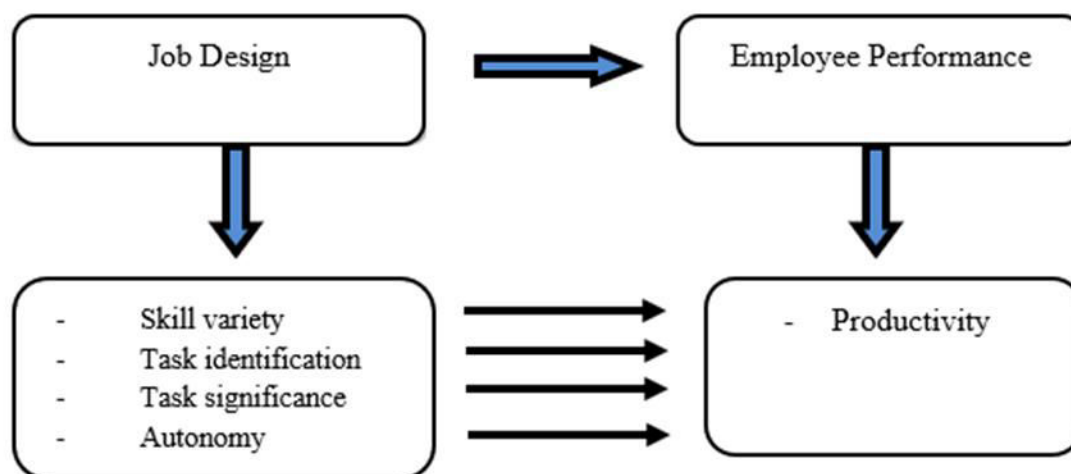 Job Design
Employee Performance
- Skill variety
- Task identification
- Task significance
- Autonomy
- Productivity